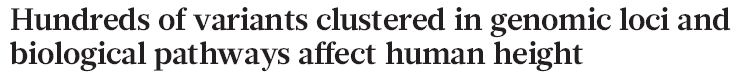 Hundreds of variants clustered in genomic loci and
biological pathways affect human height